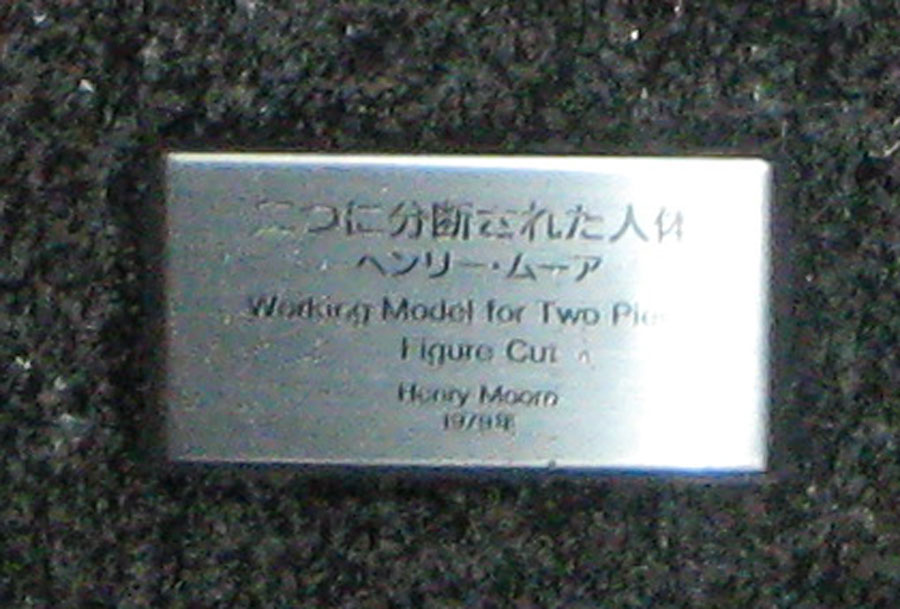 二つに分断された人体
ヘンリー・ムーア
Working Model for Two Piece
Figure Cut
Henry Moore
1979年